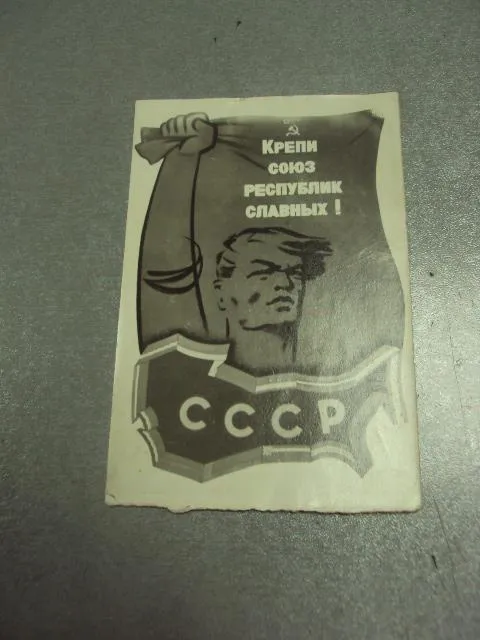 Крепи
союз
республик
славных !
СССР